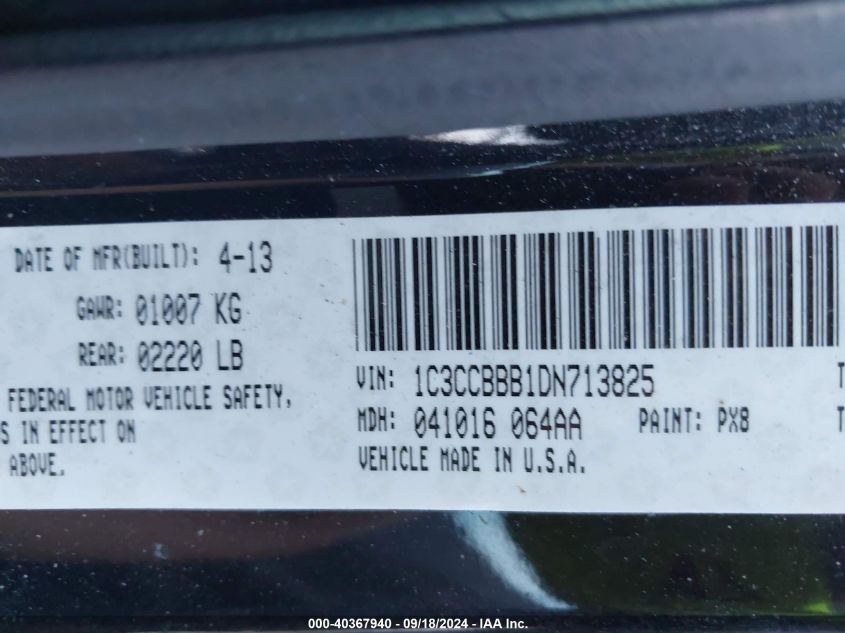 DATE OF MFR(BUILT): 4-13
GAWR: 01007 KG
REAR: 02220 LB
FEDERAL MOTOR VEHICLE SAFETY,
S IN EFFECT ON
ABOVE.
VIN: 1C3CCBBB1DN713825
MDH: 041016 064AA PAINT: PX8
VEHICLE MADE IN U.S.A.
T
T
000-40367940 - 09/18/2024 - IAA Inc.